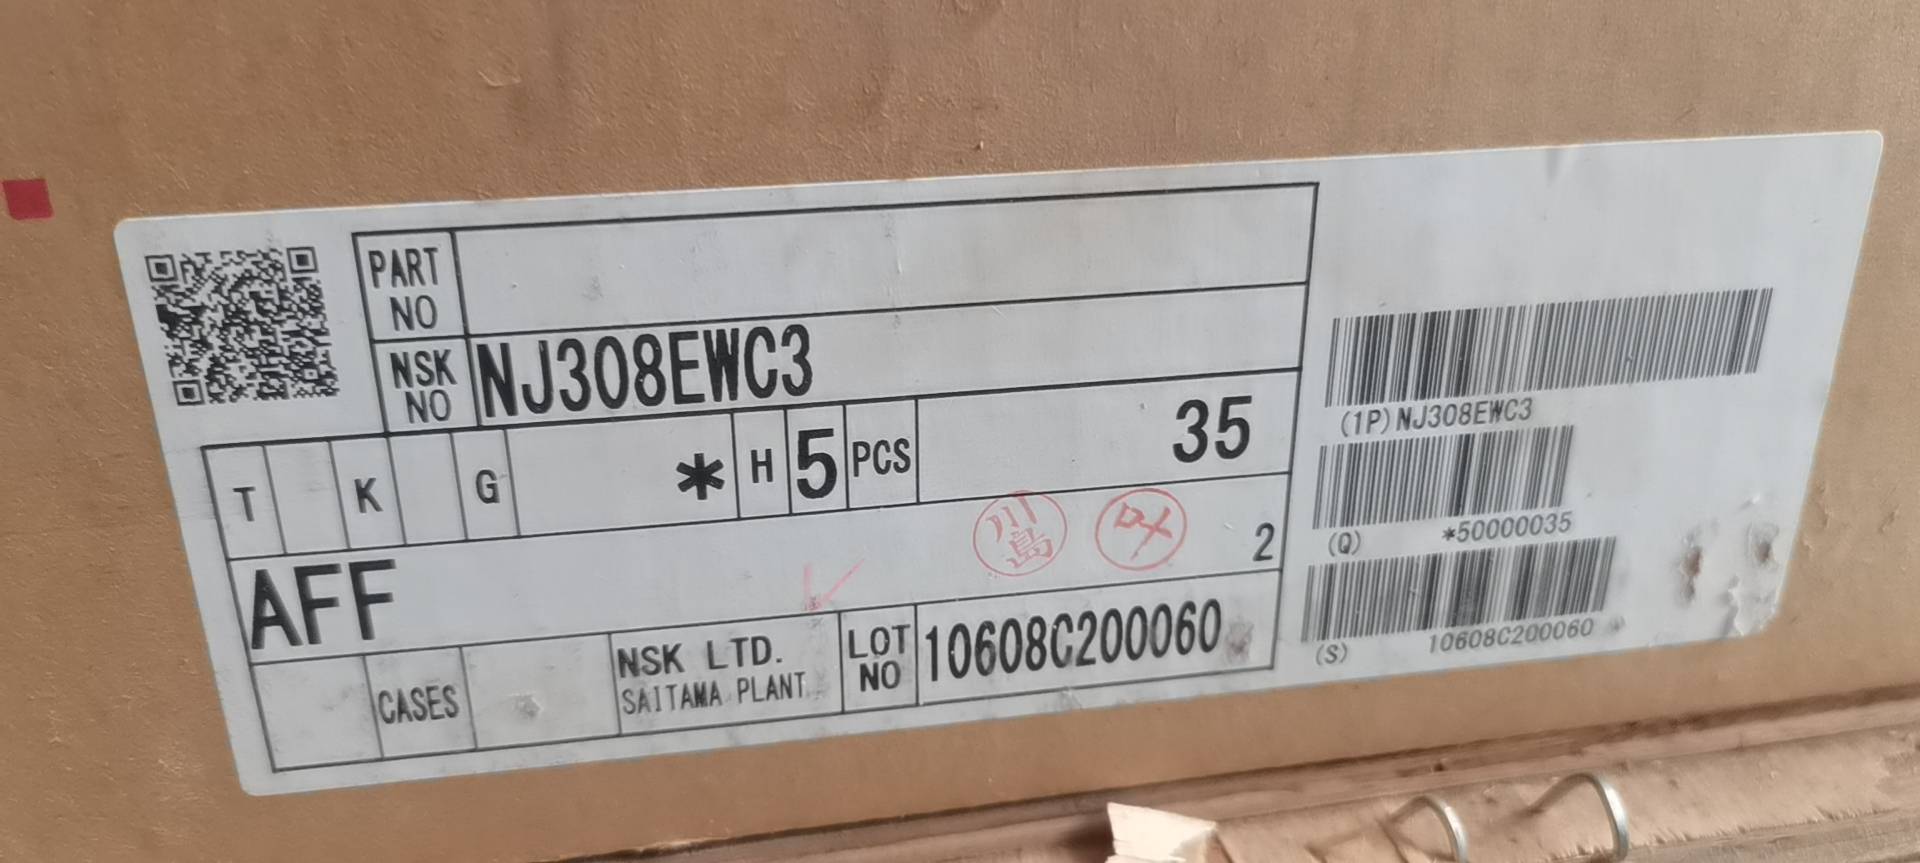 PART NO
NSK NO NJ308EWC3
T K G * H 5 PCS 35
AFF 2
CASES NSK LTD. SAITAMA PLANT LOT NO 10608C200060
川島
叶
(1P) NJ308EWC3
(Q) *50000035
(S) 10608C200060